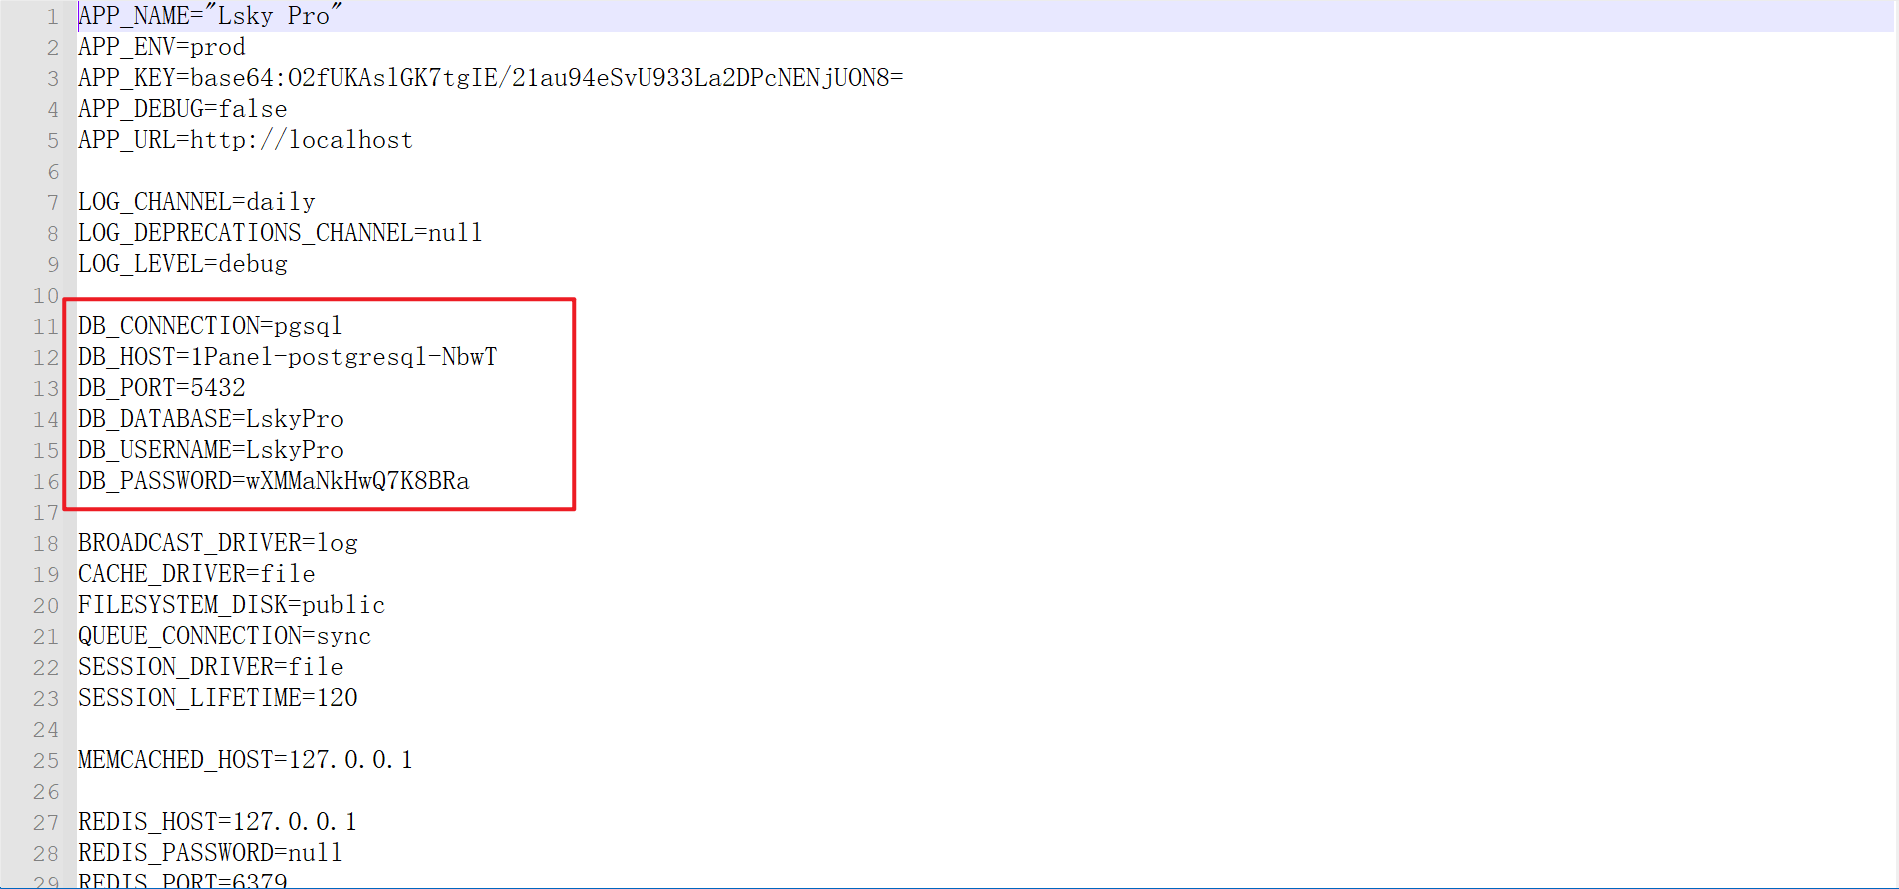 1 APP_NAME="Lsky Pro"
2 APP_ENV=prod
3 APP_KEY=base64:O2fUKAslGK7tgIE/21au94eSvU933La2DPcNENjUON8=
4 APP_DEBUG=false
5 APP_URL=http://localhost
6
7 LOG_CHANNEL=daily
8 LOG_DEPRECATIONS_CHANNEL=null
9 LOG_LEVEL=debug
10
11 DB_CONNECTION=pgsql
12 DB_HOST=1Panel-postgresql-NbwT
13 DB_PORT=5432
14 DB_DATABASE=LskyPro
15 DB_USERNAME=LskyPro
16 DB_PASSWORD=wXMMaNkHwQ7K8BRa
17
18 BROADCAST_DRIVER=log
19 CACHE_DRIVER=file
20 FILESYSTEM_DISK=public
21 QUEUE_CONNECTION=sync
22 SESSION_DRIVER=file
23 SESSION_LIFETIME=120
24
25 MEMCACHED_HOST=127.0.0.1
26
27 REDIS_HOST=127.0.0.1
28 REDIS_PASSWORD=null
29 REDIS_PORT=6379